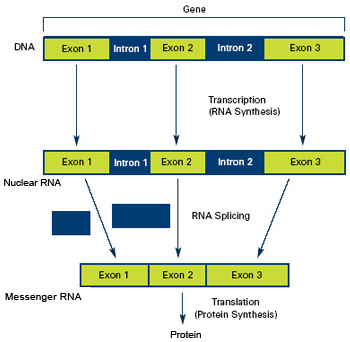 Gene
DNA
Exon 1 Intron 1 Exon 2 Intron 2 Exon 3
Transcription
(RNA Synthesis)
Exon 1 Intron 1 Exon 2 Intron 2 Exon 3
Nuclear RNA
RNA Splicing
Exon 1 Exon 2 Exon 3
Messenger RNA
Translation
(Protein Synthesis)
Protein